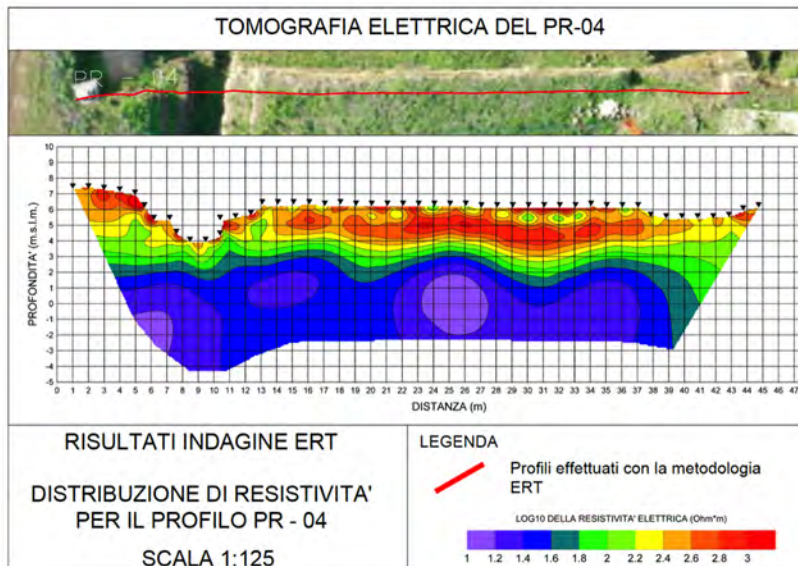 TOMOGRAFIA ELETTRICA DEL PR-04
PR - 04
10
9
8
7
6
5
4
3
2
1
0
-1
-2
-3
-4
-5
PROFONDITA' (m.s.l.m.)
0 1 2 3 4 5 6 7 8 9 10 11 12 13 14 15 16 17 18 19 20 21 22 23 24 25 26 27 28 29 30 31 32 33 34 35 36 37 38 39 40 41 42 43 44 45 46 47
DISTANZA (m)
RISULTATI INDAGINE ERT
DISTRIBUZIONE DI RESISTIVITA'
PER IL PROFILO PR - 04
SCALA 1:125
LEGENDA
Profili effettuati con la metodologia
ERT
LOG10 DELLA RESISTIVITA' ELETTRICA (Ohm*m)
1 1.2 1.4 1.6 1.8 2 2.2 2.4 2.6 2.8 3